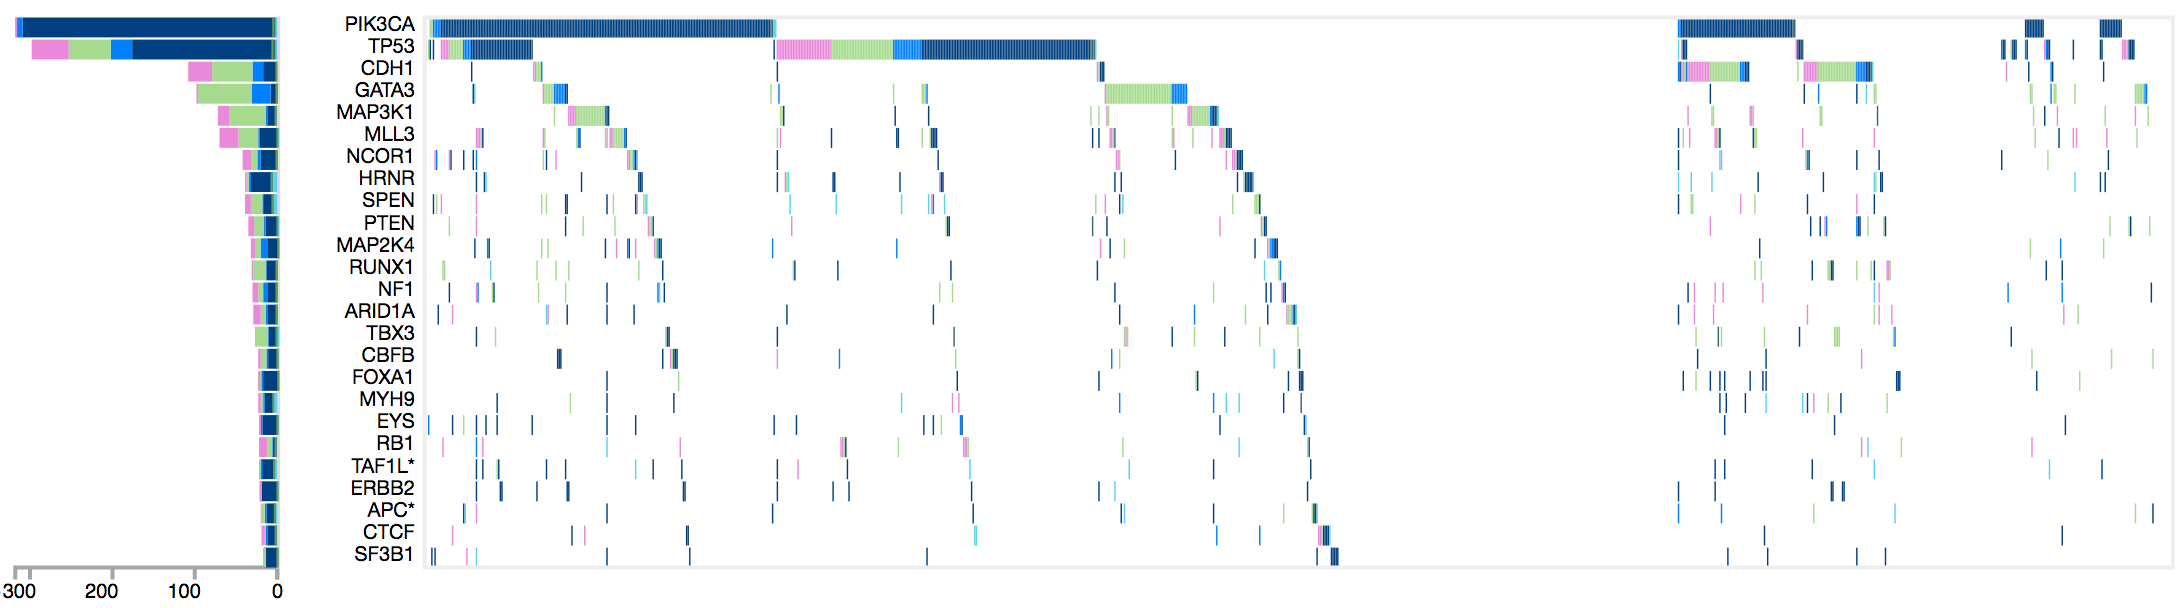 PIK3CA
TP53
CDH1
GATA3
MAP3K1
MLL3
NCOR1
HRNR
SPEN
PTEN
MAP2K4
RUNX1
NF1
ARID1A
TBX3
CBFB
FOXA1
MYH9
EYS
RB1
TAF1L*
ERBB2
APC*
CTCF
SF3B1
300 200 100 0